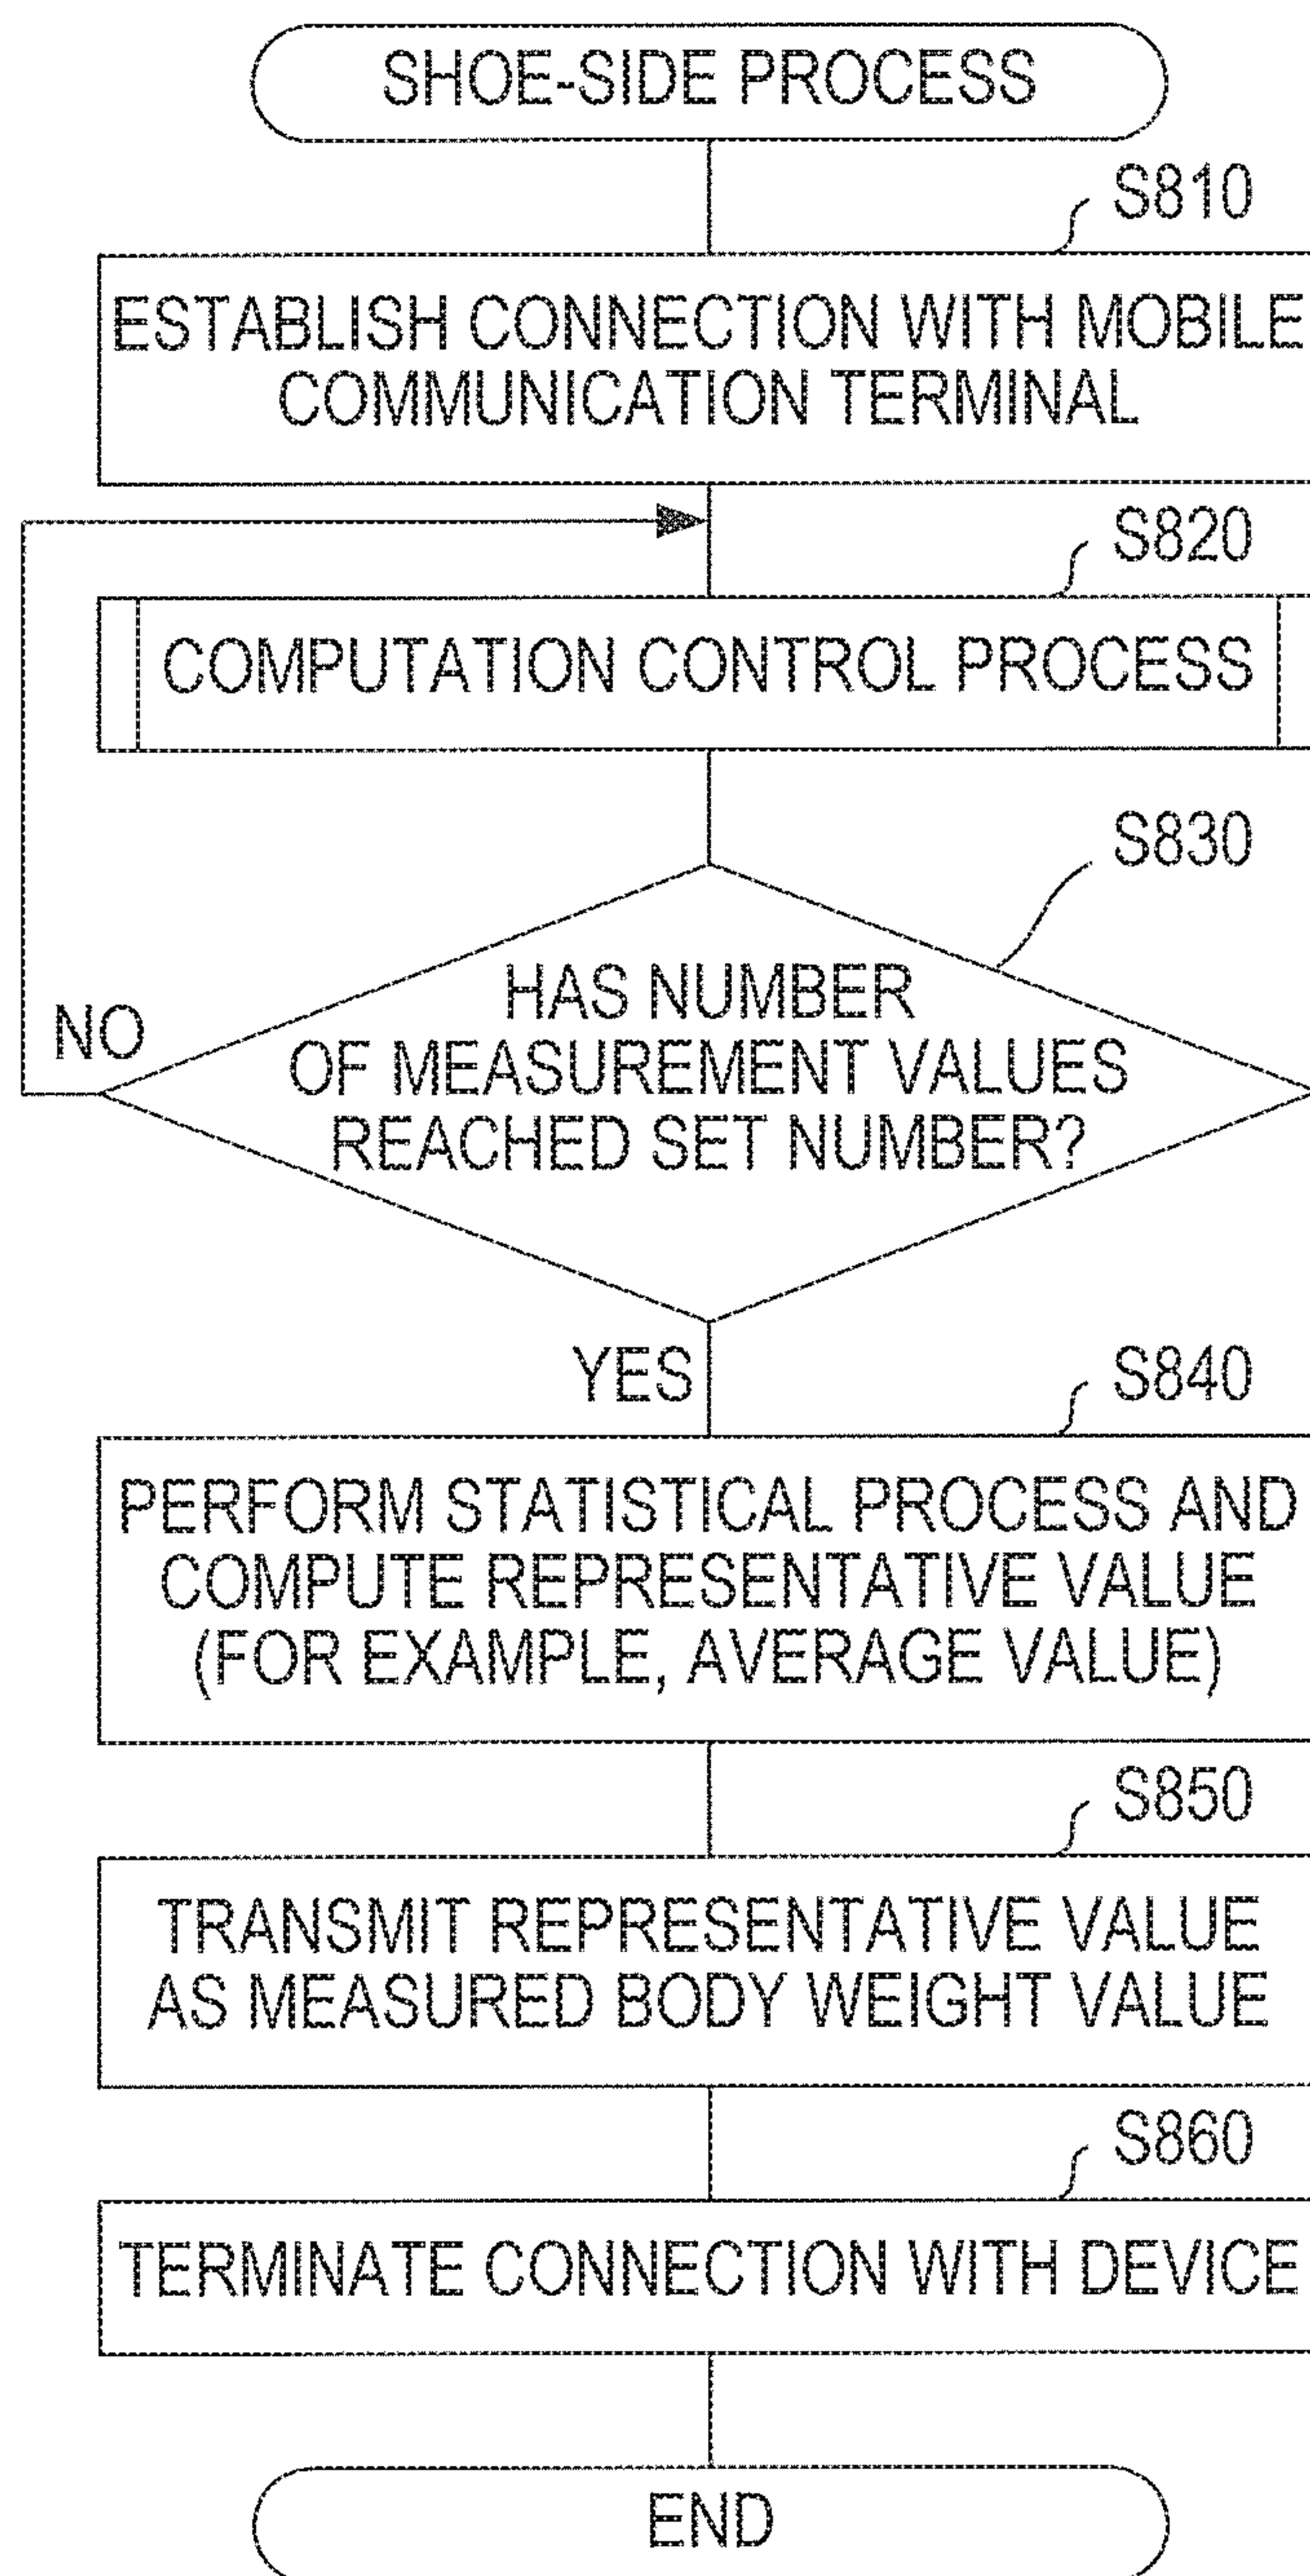 SHOE-SIDE PROCESS
S810
ESTABLISH CONNECTION WITH MOBILE
COMMUNICATION TERMINAL
S820
COMPUTATION CONTROL PROCESS
S830
HAS NUMBER
OF MEASUREMENT VALUES
REACHED SET NUMBER?
NO
YES
S840
PERFORM STATISTICAL PROCESS AND
COMPUTE REPRESENTATIVE VALUE
(FOR EXAMPLE, AVERAGE VALUE)
S850
TRANSMIT REPRESENTATIVE VALUE
AS MEASURED BODY WEIGHT VALUE
S860
TERMINATE CONNECTION WITH DEVICE
END